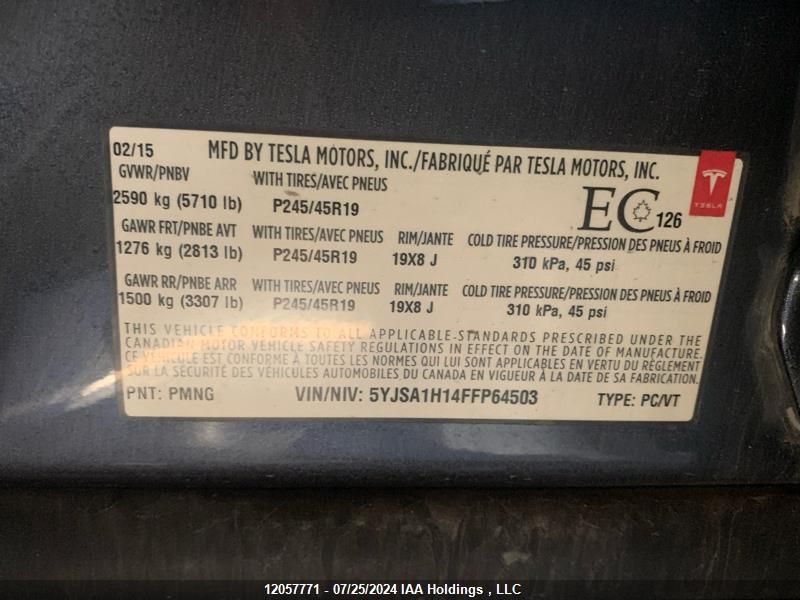 02/15 MFD BY TESLA MOTORS, INC./FABRIQUÉ PAR TESLA MOTORS, INC.
GVWR/PNBV WITH TIRES/AVEC PNEUS
2590 kg (5710 lb) P245/45R19
EC 126
TESLA
GAWR FRT/PNBE AVT WITH TIRES/AVEC PNEUS RIM/JANTE COLD TIRE PRESSURE/PRESSION DES PNEUS À FROID
1276 kg (2813 lb) P245/45R19 19X8 J 310 kPa, 45 psi
GAWR RR/PNBE ARR WITH TIRES/AVEC PNEUS RIM/JANTE COLD TIRE PRESSURE/PRESSION DES PNEUS À FROID
1500 kg (3307 lb) P245/45R19 19X8 J 310 kPa, 45 psi
THIS VEHICLE CONFORMS TO ALL APPLICABLE-STANDARDS PRESCRIBED UNDER THE
CANADIAN MOTOR VEHICLE SAFETY REGULATIONS IN EFFECT ON THE DATE OF MANUFACTURE.
CE VÉHICULE EST CONFORME À TOUTES LES NORMES QUI LUI SONT APPLICABLES EN VERTU DU RÈGLEMENT
SUR LA SÉCURITÉ DES VÉHICULES AUTOMOBILES DU CANADA EN VIGUEUR À LA DATE DE SA FABRICATION.
PNT: PMNG VIN/NIV: 5YJSA1H14FFP64503 TYPE: PC/VT
12057771 - 07/25/2024 IAA Holdings , LLC